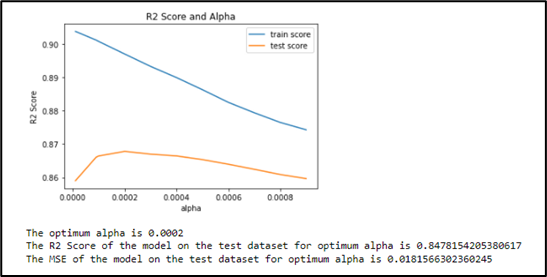 R2 Score and Alpha
train score
test score
0.90
0.89
0.88
0.87
0.86
R2 Score
0.0000 0.0002 0.0004 0.0006 0.0008
alpha
The optimum alpha is 0.0002
The R2 Score of the model on the test dataset for optimum alpha is 0.8478154205380617
The MSE of the model on the test dataset for optimum alpha is 0.0181566302360245